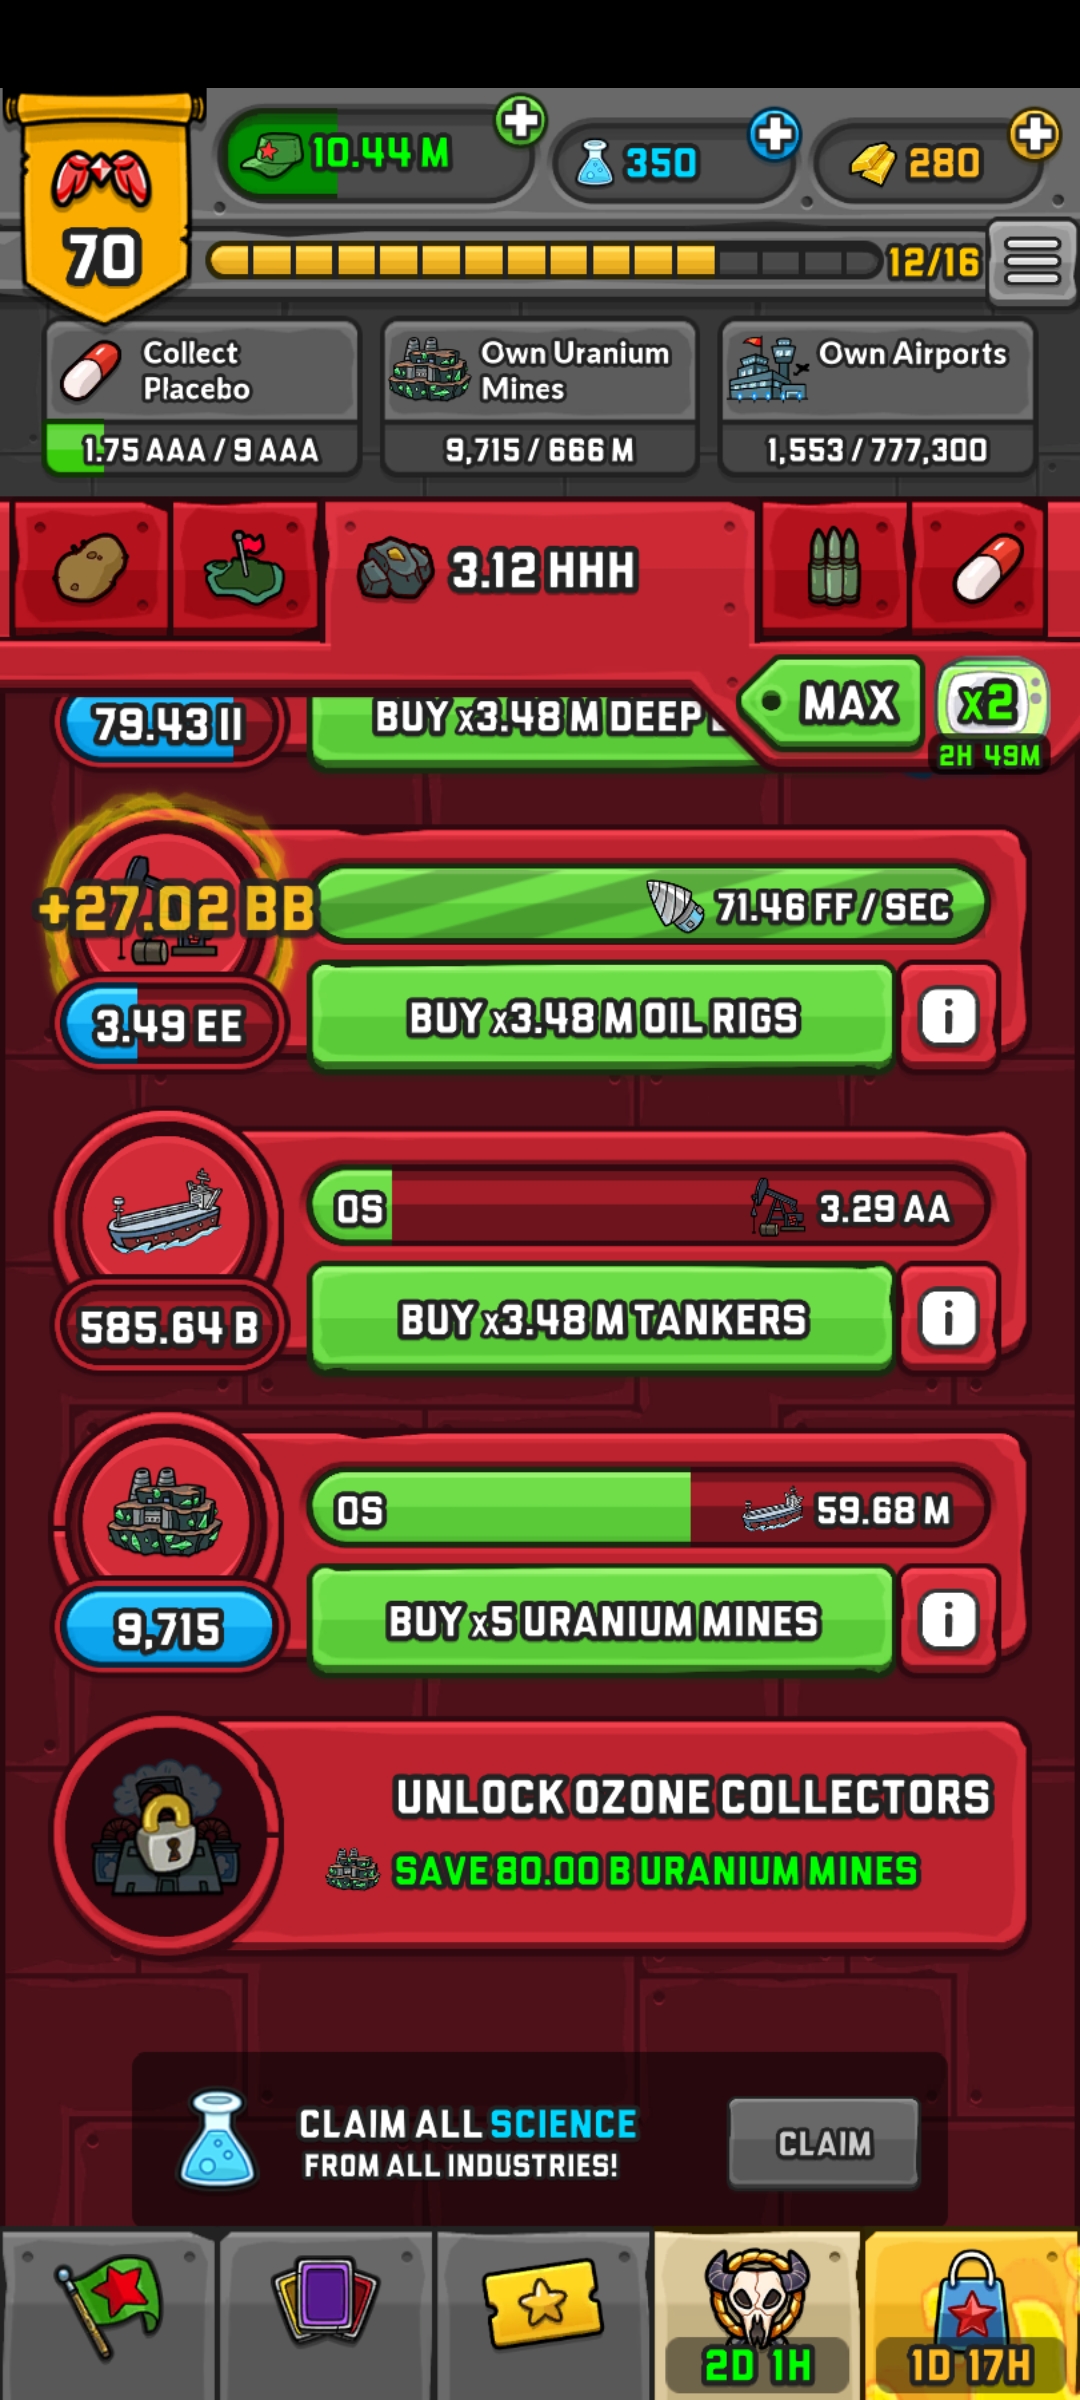 10.44 M
350
280
70
12/16
Collect
Placebo
Own Uranium
Mines
Own Airports
1.75 AAA / 9 AAA
9,715 / 666 M
1,553 / 777,300
3.12 HHH
MAX
x2
2H 49M
79.43 II
BUY x3.48 M DEEP
+27.02 BB
71.46 FF / SEC
3.49 EE
BUY x3.48 M OIL RIGS
i
0S
3.29 AA
585.64 B
BUY x3.48 M TANKERS
i
0S
59.68 M
9,715
BUY x5 URANIUM MINES
i
UNLOCK OZONE COLLECTORS
SAVE 80.00 B URANIUM MINES
CLAIM ALL SCIENCE
FROM ALL INDUSTRIES!
CLAIM
2D 1H
1D 17H